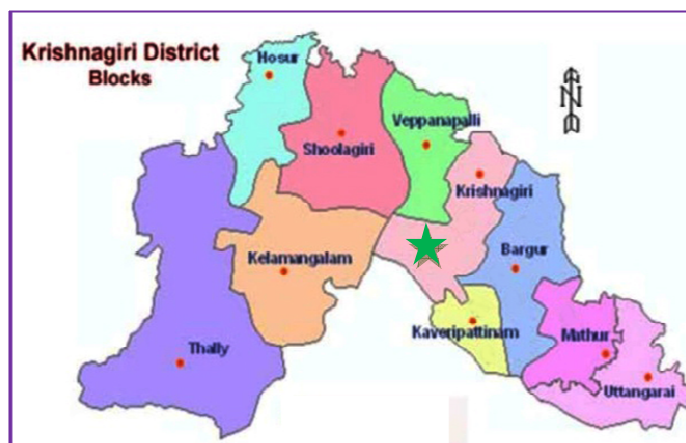 Krishnagiri District
Blocks
Hosur
N
Veppanapalli
Shoolagiri
Krishnagiri
Kelamangalam
Bargur
Kaveripattinam
Mathur
Thally
Uttangarai